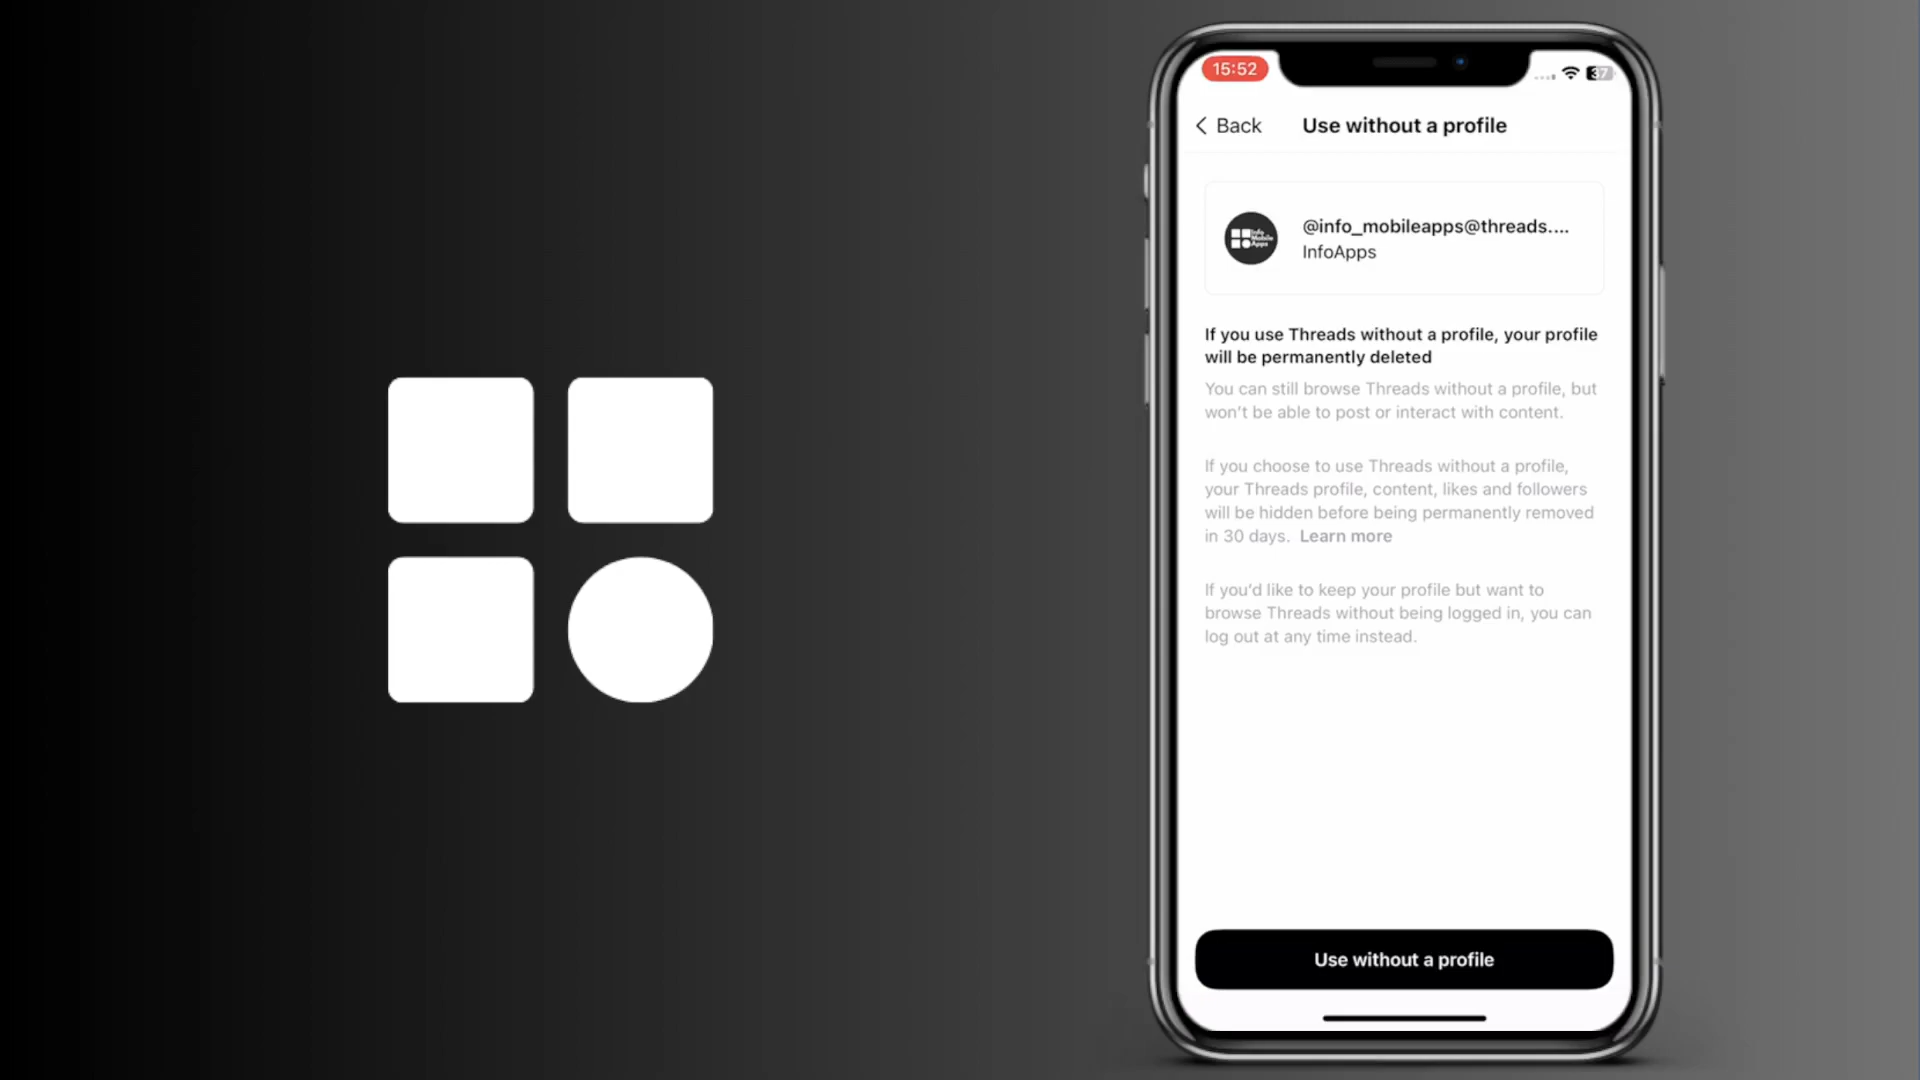 15:52
37
Back
Use without a profile
Info
Mobile
Apps
@info_mobileapps@threads....
InfoApps
If you use Threads without a profile, your profile
will be permanently deleted
You can still browse Threads without a profile, but
won’t be able to post or interact with content.
If you choose to use Threads without a profile,
your Threads profile, content, likes and followers
will be hidden before being permanently removed
in 30 days. Learn more
If you’d like to keep your profile but want to
browse Threads without being logged in, you can
log out at any time instead.
Use without a profile